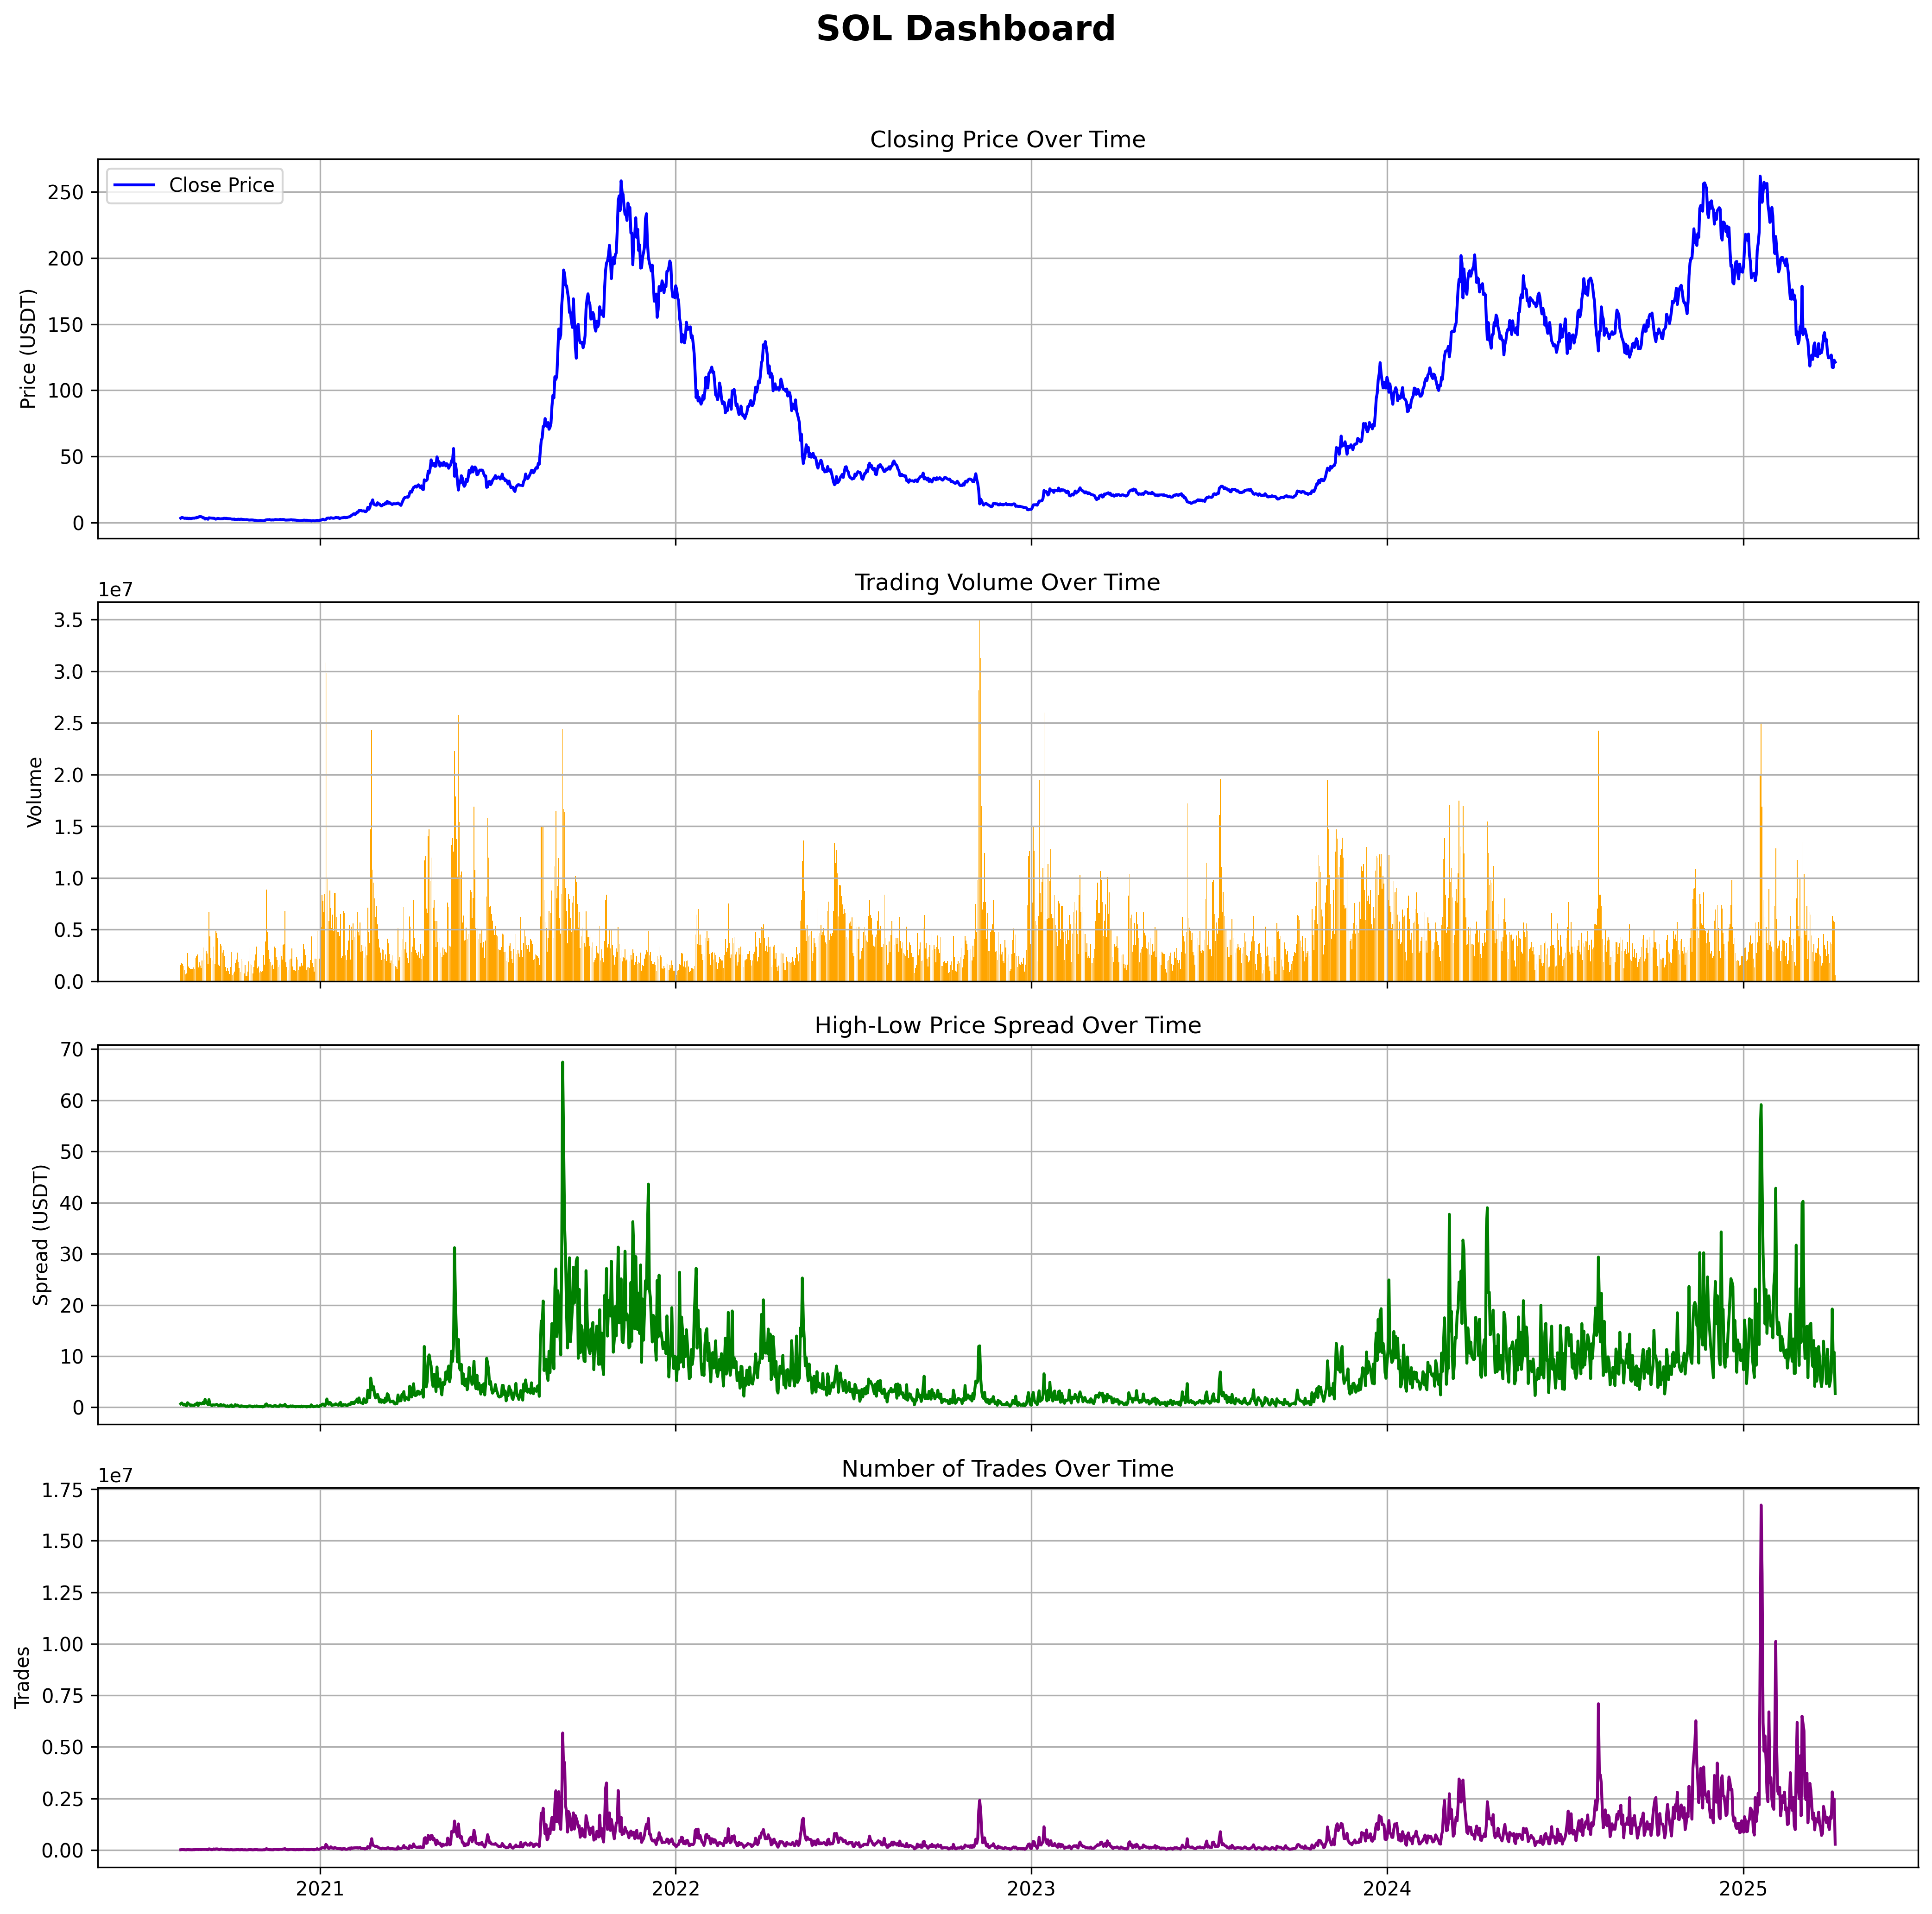 SOL Dashboard
Closing Price Over Time
Close Price
Price (USDT)
250
200
150
100
50
0
Trading Volume Over Time
1e7
Volume
3.5
3.0
2.5
2.0
1.5
1.0
0.5
0.0
High-Low Price Spread Over Time
Spread (USDT)
70
60
50
40
30
20
10
0
Number of Trades Over Time
1e7
Trades
1.75
1.50
1.25
1.00
0.75
0.50
0.25
0.00
2021 2022 2023 2024 2025